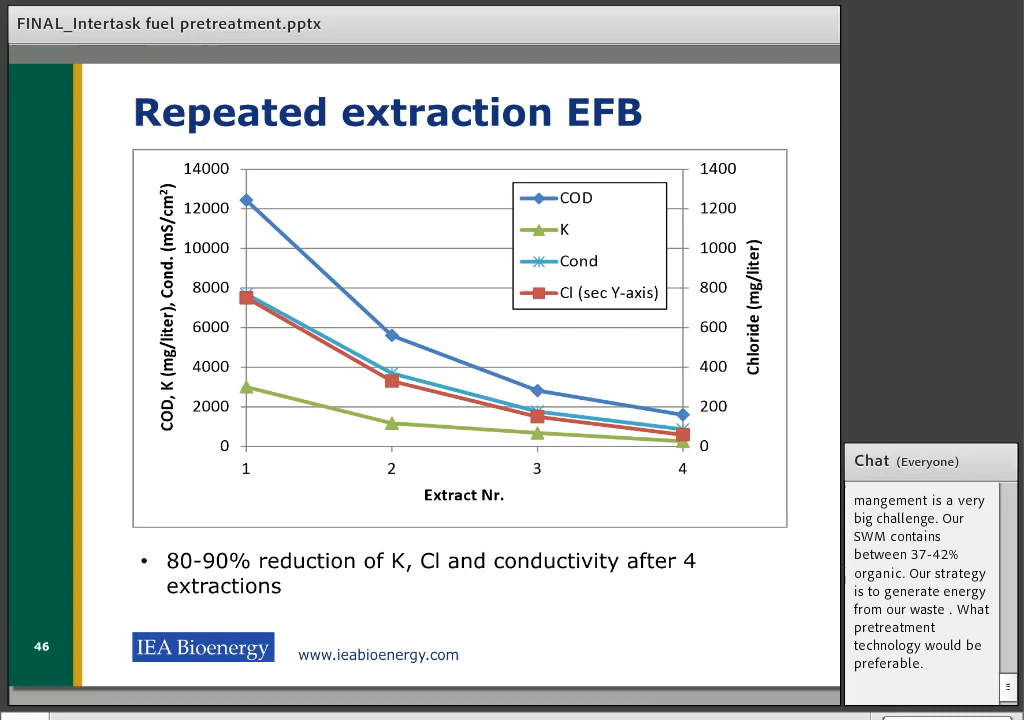 FINAL_Intertask fuel pretreatment.pptx
Repeated extraction EFB
14000
12000
10000
8000
6000
4000
2000
0
COD, K (mg/liter), Cond. (mS/cm²)
COD
K
Cond
Cl (sec Y-axis)
1400
1200
1000
800
600
400
200
0
Chloride (mg/liter)
1 2 3 4
Extract Nr.
• 80-90% reduction of K, Cl and conductivity after 4
extractions
46
IEA Bioenergy
www.ieabioenergy.com
Chat (Everyone)
mangement is a very
big challenge. Our
SWM contains
between 37-42%
organic. Our strategy
is to generate energy
from our waste . What
pretreatment
technology would be
preferable.